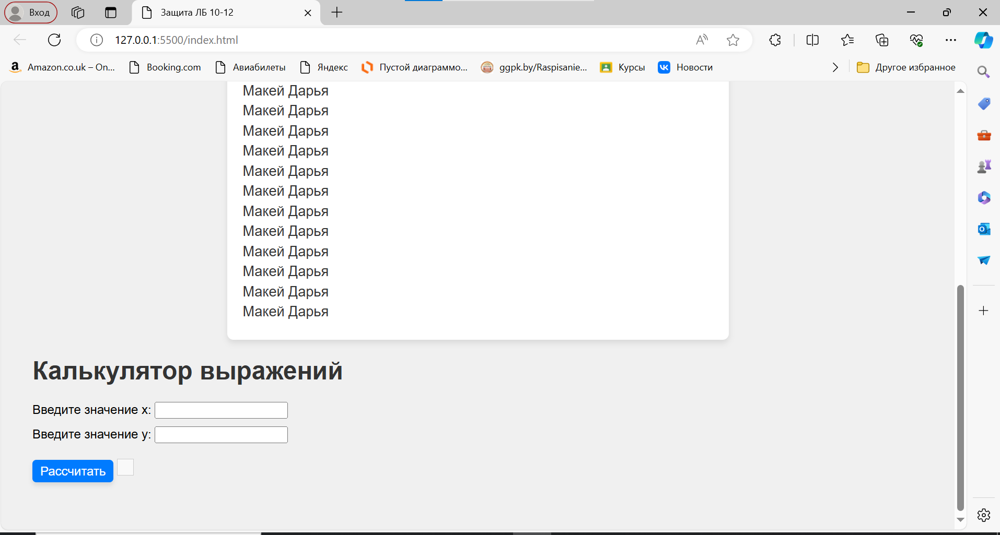 Вход
Защита ЛБ 10-12
127.0.0.1:5500/index.html
Amazon.co.uk – On...
Booking.com
Авиабилеты
Яндекс
Пустой диаграммо...
ggpk.by/Raspisanie...
Курсы
Новости
Другое избранное
Макей Дарья
Макей Дарья
Макей Дарья
Макей Дарья
Макей Дарья
Макей Дарья
Макей Дарья
Макей Дарья
Макей Дарья
Макей Дарья
Макей Дарья
Макей Дарья
Калькулятор выражений
Введите значение x:
Введите значение y:
Рассчитать